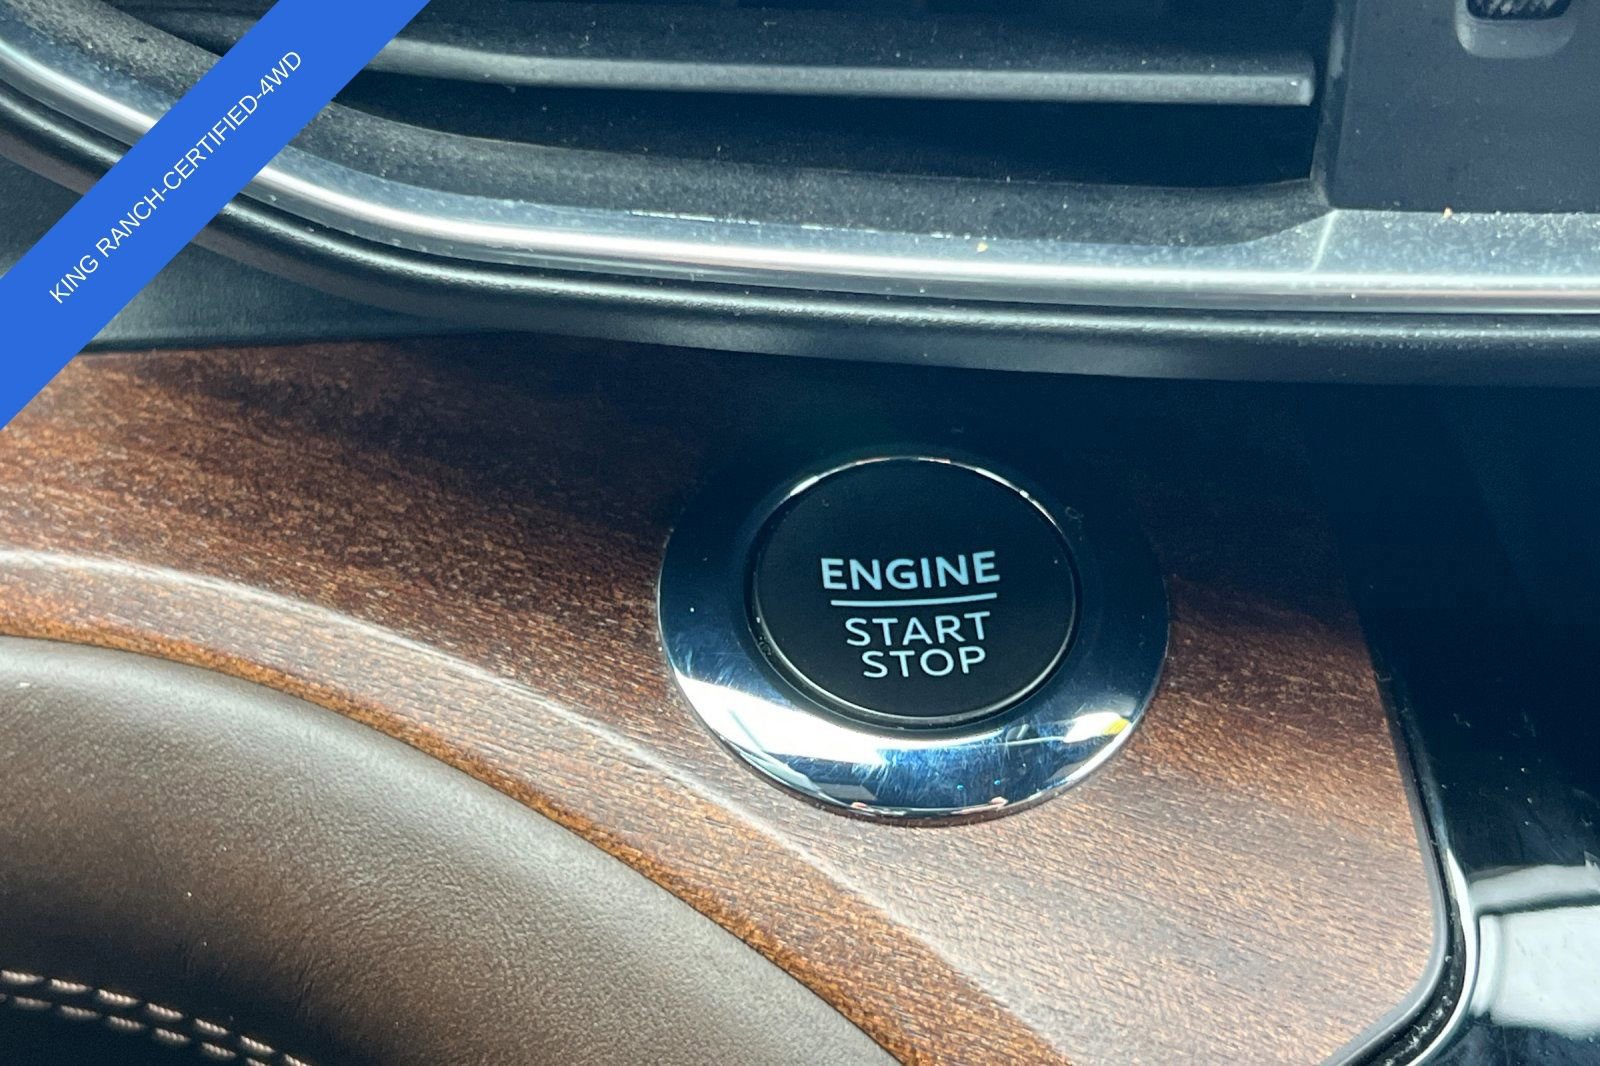 KING RANCH-CERTIFIED-4WD
ENGINE
START
STOP